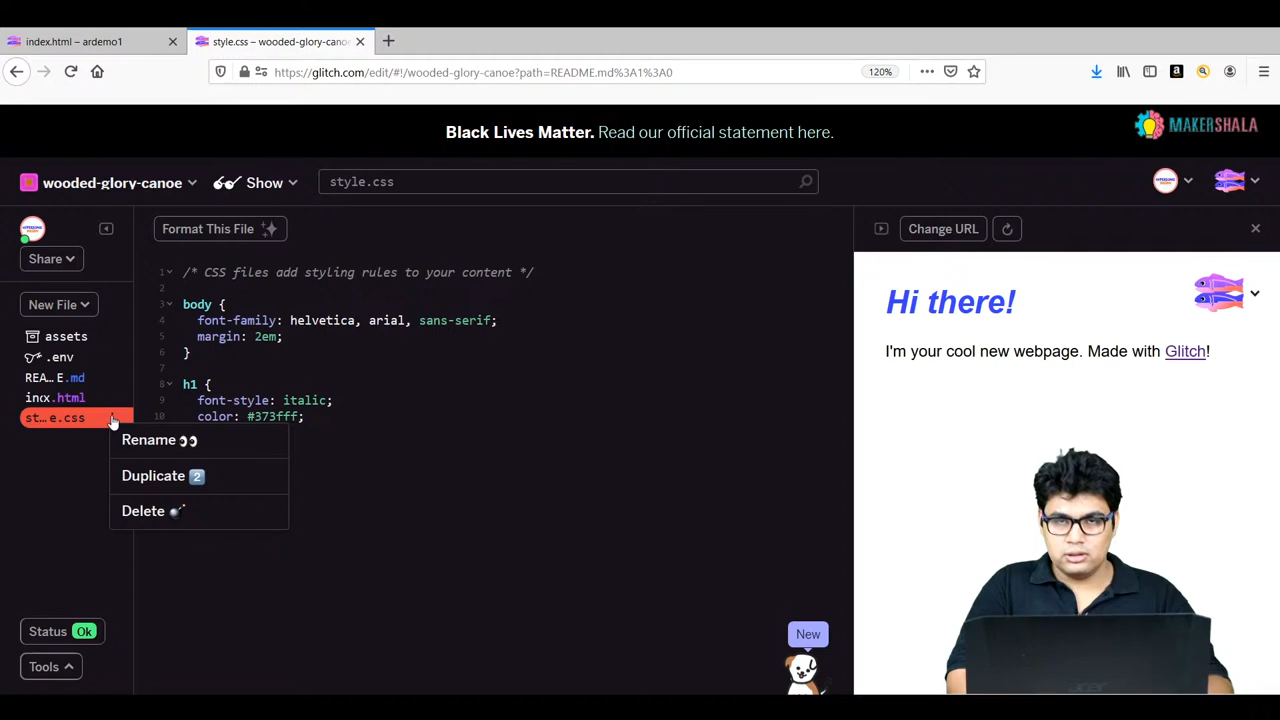 index.html – ardemo1
style.css – wooded-glory-canoe
https://glitch.com/edit/#!/wooded-glory-canoe?path=README.md%3A1%3A0
120%
Black Lives Matter. Read our official statement here.
MAKERSHALA
wooded-glory-canoe
Show
style.css
Format This File
Change URL
Share
New File
assets
.env
REA…E.md
inx.html
st…e.css
Rename
Duplicate 2
Delete
1 /* CSS files add styling rules to your content */
2
3 body {
4 font-family: helvetica, arial, sans-serif;
5 margin: 2em;
6 }
7
8 h1 {
9 font-style: italic;
10 color: #373fff;
Hi there!
I'm your cool new webpage. Made with Glitch!
Status Ok
Tools
New
acer